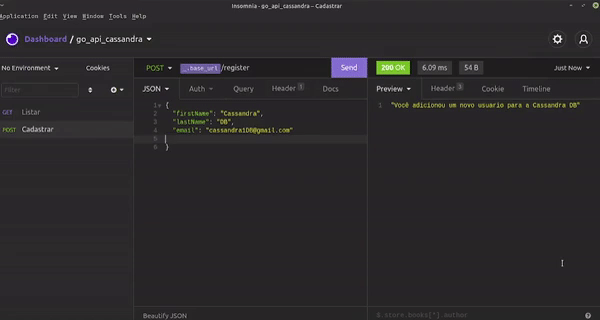 Insomnia - go_api_cassandra – Cadastrar
Application Edit View Window Tools Help
Dashboard / go_api_cassandra
No Environment Cookies
POST _.base_url /register Send
200 OK 6.09 ms 54 B Just Now
Filter
JSON Auth Query Header 1 Docs
Preview Header 3 Cookie Timeline
GET Listar
POST Cadastrar
1 {
2 "firstName": "Cassandra",
3 "lastName": "DB",
4 "email": "cassandra1DB@gmail.com"
5
6 }
1 "Você adicionou um novo usuario para a Cassandra DB"
Beautify JSON
$.store.books[*].author